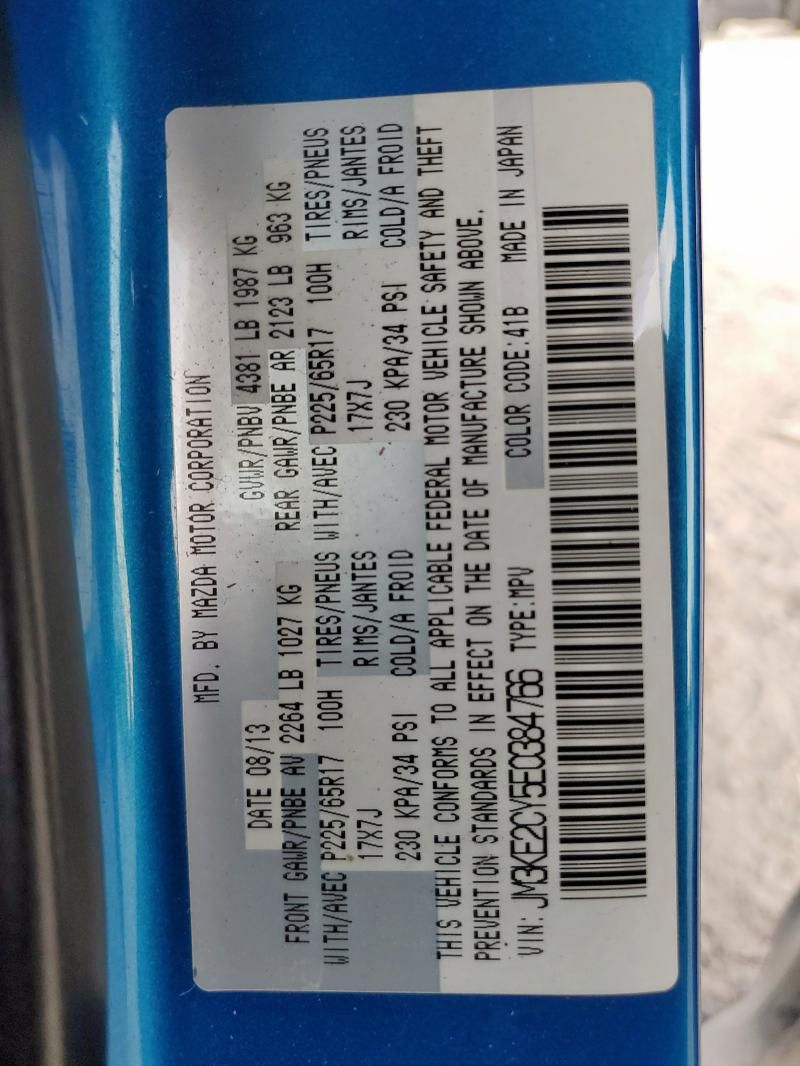 MFD. BY MAZDA MOTOR CORPORATION
DATE 08/13 GVWR/PNBV 4381 LB 1987 KG
FRONT GAWR/PNBE AV 2264 LB 1027 KG REAR GAWR/PNBE AR 2123 LB 963 KG
WITH/AVEC P225/65R17 100H TIRES/PNEUS WITH/AVEC P225/65R17 100H TIRES/PNEUS
17X7J RIMS/JANTES 17X7J RIMS/JANTES
230 KPA/34 PSI COLD/A FROID 230 KPA/34 PSI COLD/A FROID
THIS VEHICLE CONFORMS TO ALL APPLICABLE FEDERAL MOTOR VEHICLE SAFETY AND THEFT
PREVENTION STANDARDS IN EFFECT ON THE DATE OF MANUFACTURE SHOWN ABOVE.
VIN: JM3KE2CY5E0384766 TYPE:MPV COLOR CODE:41B MADE IN JAPAN